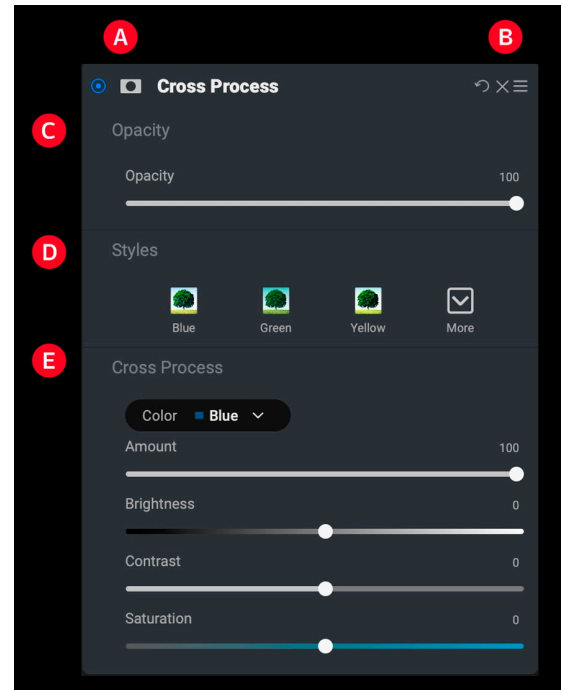 A
B
Cross Process
C
Opacity
Opacity 100
D
Styles
Blue Green Yellow More
E
Cross Process
Color Blue
Amount 100
Brightness 0
Contrast 0
Saturation 0